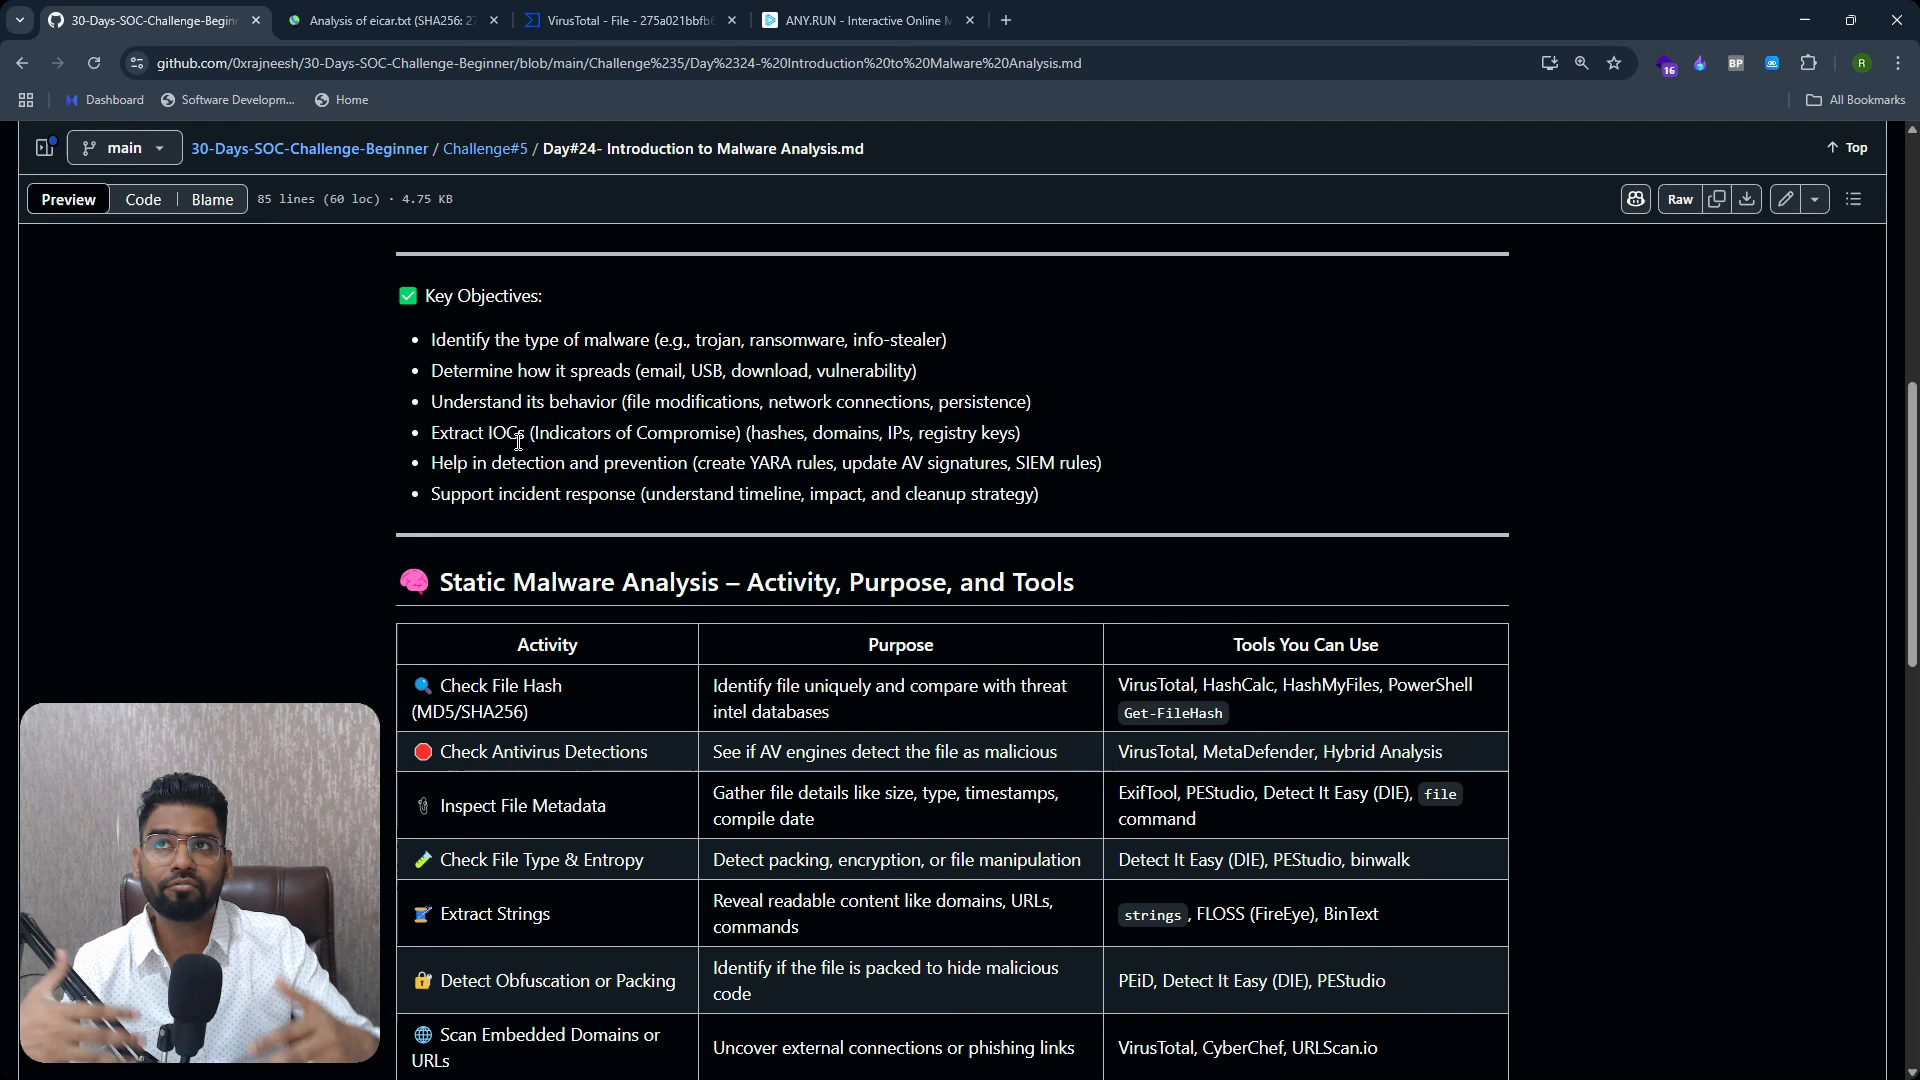 30-Days-SOC-Challenge-Beginn
Analysis of eicar.txt (SHA256: 27
VirusTotal - File - 275a021bbfb6
ANY.RUN - Interactive Online M
github.com/0xrajneesh/30-Days-SOC-Challenge-Beginner/blob/main/Challenge%235/Day%2324-%20Introduction%20to%20Malware%20Analysis.md
16
BP
R
Dashboard
Software Developm...
Home
All Bookmarks
main
30-Days-SOC-Challenge-Beginner / Challenge#5 / Day#24- Introduction to Malware Analysis.md
Top
Preview
Code
Blame
85 lines (60 loc) · 4.75 KB
Raw
Key Objectives:
• Identify the type of malware (e.g., trojan, ransomware, info-stealer)
• Determine how it spreads (email, USB, download, vulnerability)
• Understand its behavior (file modifications, network connections, persistence)
• Extract IOCs (Indicators of Compromise) (hashes, domains, IPs, registry keys)
• Help in detection and prevention (create YARA rules, update AV signatures, SIEM rules)
• Support incident response (understand timeline, impact, and cleanup strategy)
Static Malware Analysis – Activity, Purpose, and Tools
Activity
Purpose
Tools You Can Use
Check File Hash
(MD5/SHA256)
Identify file uniquely and compare with threat
intel databases
VirusTotal, HashCalc, HashMyFiles, PowerShell
Get-FileHash
Check Antivirus Detections
See if AV engines detect the file as malicious
VirusTotal, MetaDefender, Hybrid Analysis
Inspect File Metadata
Gather file details like size, type, timestamps,
compile date
ExifTool, PEStudio, Detect It Easy (DIE), file
command
Check File Type & Entropy
Detect packing, encryption, or file manipulation
Detect It Easy (DIE), PEStudio, binwalk
Extract Strings
Reveal readable content like domains, URLs,
commands
strings, FLOSS (FireEye), BinText
Detect Obfuscation or Packing
Identify if the file is packed to hide malicious
code
PEiD, Detect It Easy (DIE), PEStudio
Scan Embedded Domains or
URLs
Uncover external connections or phishing links
VirusTotal, CyberChef, URLScan.io